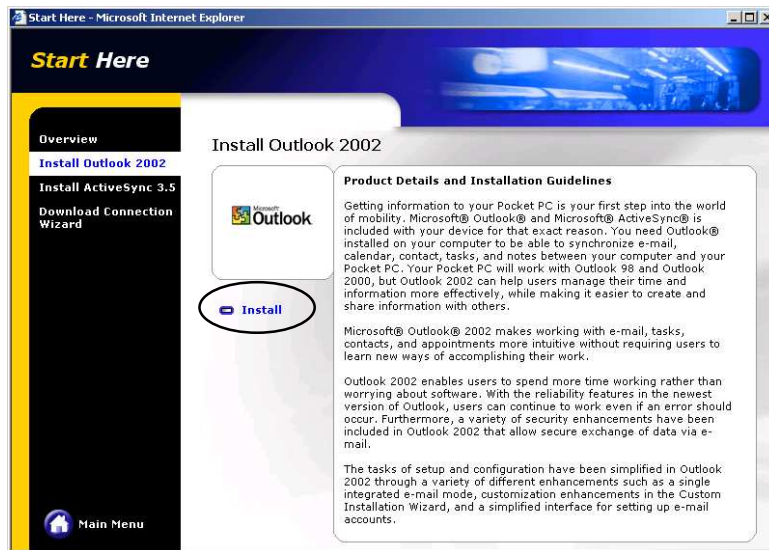 Start Here - Microsoft Internet Explorer
Start Here
Overview
Install Outlook 2002
Install ActiveSync 3.5
Download Connection
Wizard
Main Menu
Install Outlook 2002
Microsoft
Outlook
Install
Product Details and Installation Guidelines
Getting information to your Pocket PC is your first step into the world
of mobility. Microsoft® Outlook® and Microsoft® ActiveSync® is
included with your device for that exact reason. You need Outlook®
installed on your computer to be able to synchronize e-mail,
calendar, contact, tasks, and notes between your computer and your
Pocket PC. Your Pocket PC will work with Outlook 98 and Outlook
2000, but Outlook 2002 can help users manage their time and
information more effectively, while making it easier to create and
share information with others.
Microsoft® Outlook® 2002 makes working with e-mail, tasks,
contacts, and appointments more intuitive without requiring users to
learn new ways of accomplishing their work.
Outlook 2002 enables users to spend more time working rather than
worrying about software. With the reliability features in the newest
version of Outlook, users can continue to work even if an error should
occur. Furthermore, a variety of security enhancements have been
included in Outlook 2002 that allow secure exchange of data via e-
mail.
The tasks of setup and configuration have been simplified in Outlook
2002 through a variety of different enhancements such as a single
integrated e-mail mode, customization enhancements in the Custom
Installation Wizard, and a simplified interface for setting up e-mail
accounts.